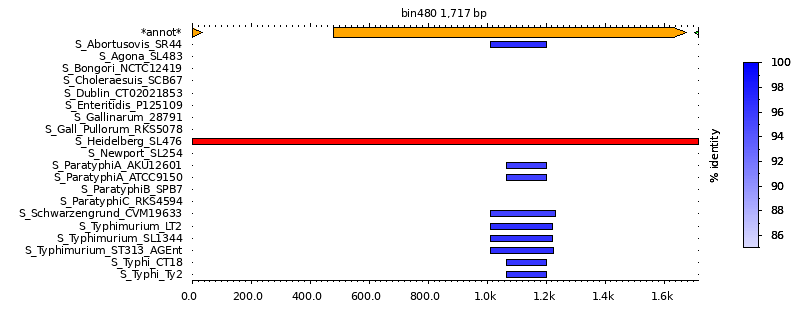 bin480 1,717 bp
*annot*
S_Abortusovis_SR44
S_Agona_SL483
S_Bongori_NCTC12419
S_Choleraesuis_SCB67
S_Dublin_CT02021853
S_Enteritidis_P125109
S_Gallinarum_28791
S_Gall_Pullorum_RKS5078
S_Heidelberg_SL476
S_Newport_SL254
S_ParatyphiA_AKU12601
S_ParatyphiA_ATCC9150
S_ParatyphiB_SPB7
S_ParatyphiC_RKS4594
S_Schwarzengrund_CVM19633
S_Typhimurium_LT2
S_Typhimurium_SL1344
S_Typhimurium_ST313_AGEnt
S_Typhi_CT18
S_Typhi_Ty2
0.0 200.0 400.0 600.0 800.0 1.0k 1.2k 1.4k 1.6k
% identity
100
98
96
94
92
90
88
86